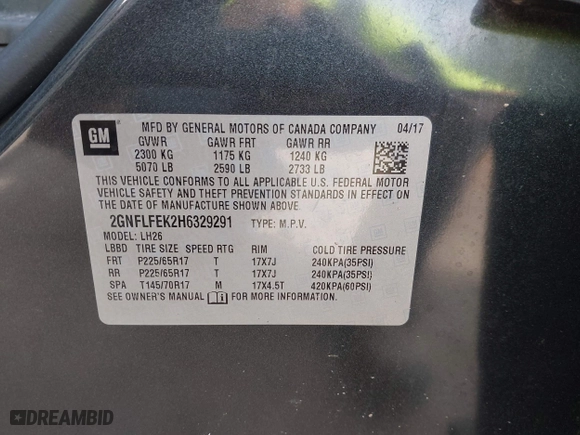 GM
MFD BY GENERAL MOTORS OF CANADA COMPANY 04/17
GVWR GAWR FRT GAWR RR
2300 KG 1175 KG 1240 KG
5070 LB 2590 LB 2733 LB
THIS VEHICLE CONFORMS TO ALL APPLICABLE U.S. FEDERAL MOTOR
VEHICLE SAFETY AND THEFT PREVENTION STANDARDS IN EFFECT ON
THE DATE OF MANUFACTURE SHOWN ABOVE.
2GNFLFEK2H6329291 TYPE: M.P.V.
MODEL: LH26
LBBD TIRE SIZE SPEED RTG RIM COLD TIRE PRESSURE
FRT P225/65R17 T 17X7J 240KPA(35PSI)
RR P225/65R17 T 17X7J 240KPA(35PSI)
SPA T145/70R17 M 17X4.5T 420KPA(60PSI)
SEE OWNER'S MANUAL FOR MORE INFORMATION
DREAMBID